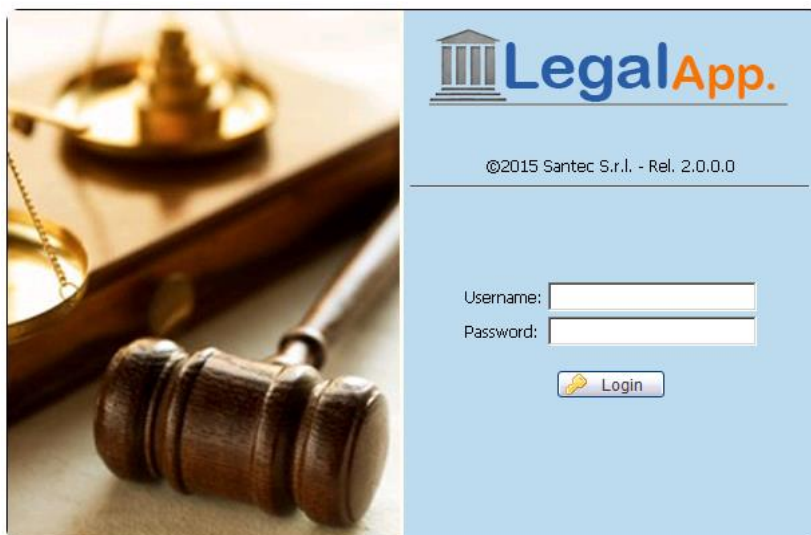 LegalApp.
©2015 Santec S.r.l. - Rel. 2.0.0.0
Username:
Password:
Login